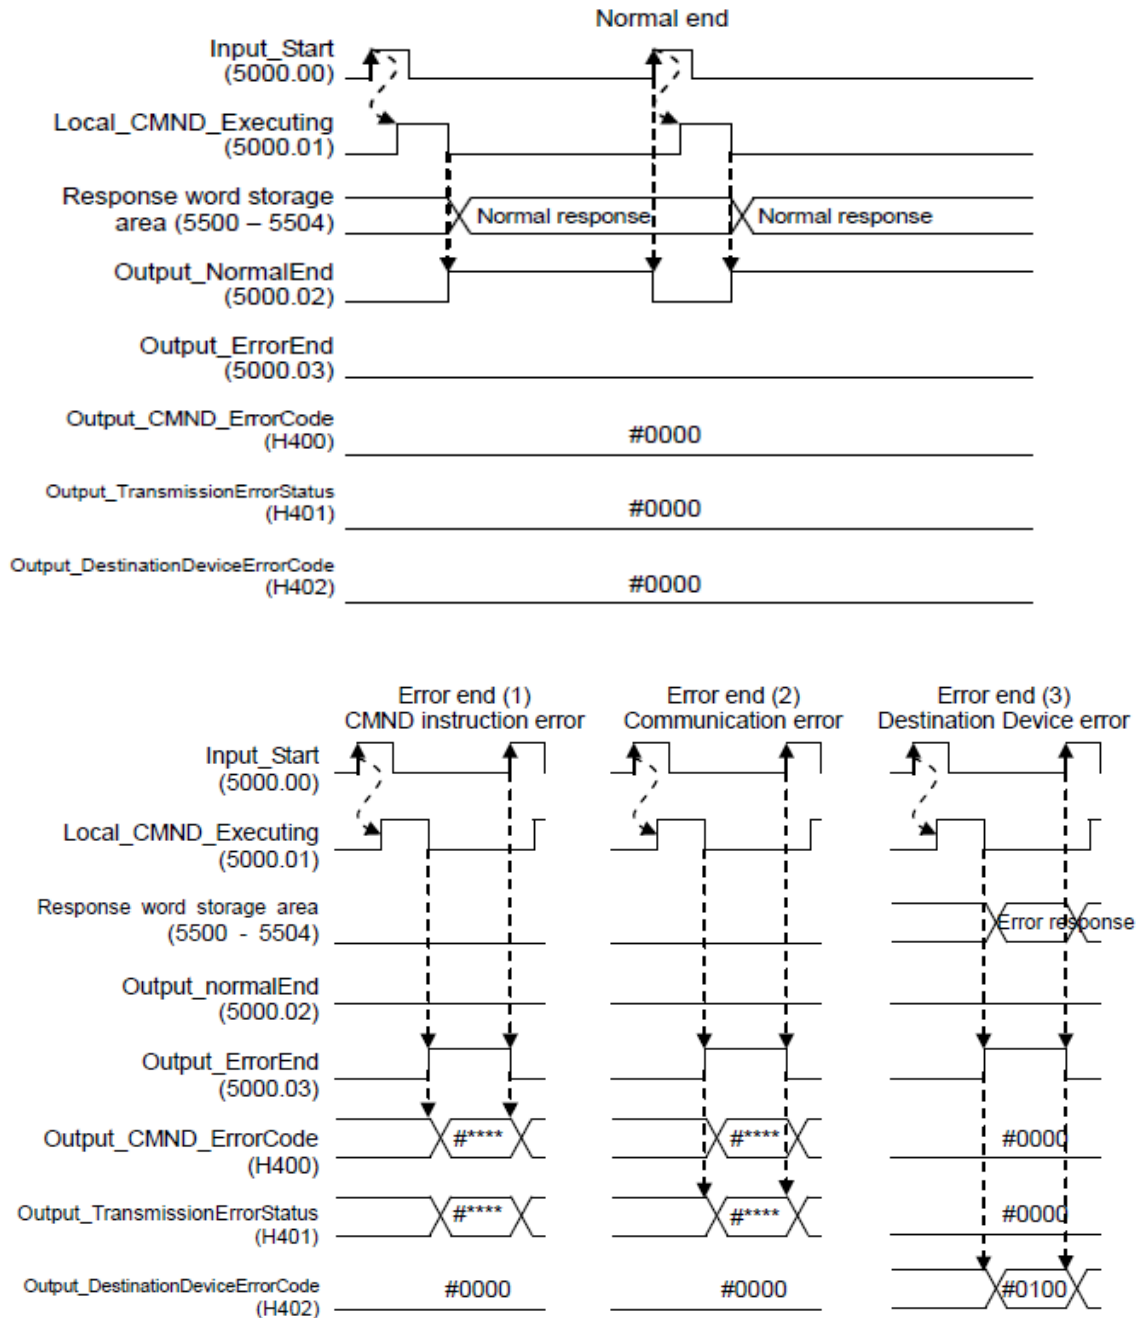 Normal end
Input_Start
(5000.00)
Local_CMND_Executing
(5000.01)
Response word storage
area (5500 – 5504)
Normal response
Normal response
Output_NormalEnd
(5000.02)
Output_ErrorEnd
(5000.03)
Output_CMND_ErrorCode
(H400)
#0000
Output_TransmissionErrorStatus
(H401)
#0000
Output_DestinationDeviceErrorCode
(H402)
#0000
Error end (1)
CMND instruction error
Error end (2)
Communication error
Error end (3)
Destination Device error
Input_Start
(5000.00)
Local_CMND_Executing
(5000.01)
Response word storage area
(5500 - 5504)
Error response
Output_normalEnd
(5000.02)
Output_ErrorEnd
(5000.03)
Output_CMND_ErrorCode
(H400)
#****
#****
#0000
Output_TransmissionErrorStatus
(H401)
#****
#****
#0000
Output_DestinationDeviceErrorCode
(H402)
#0000
#0000
#0100